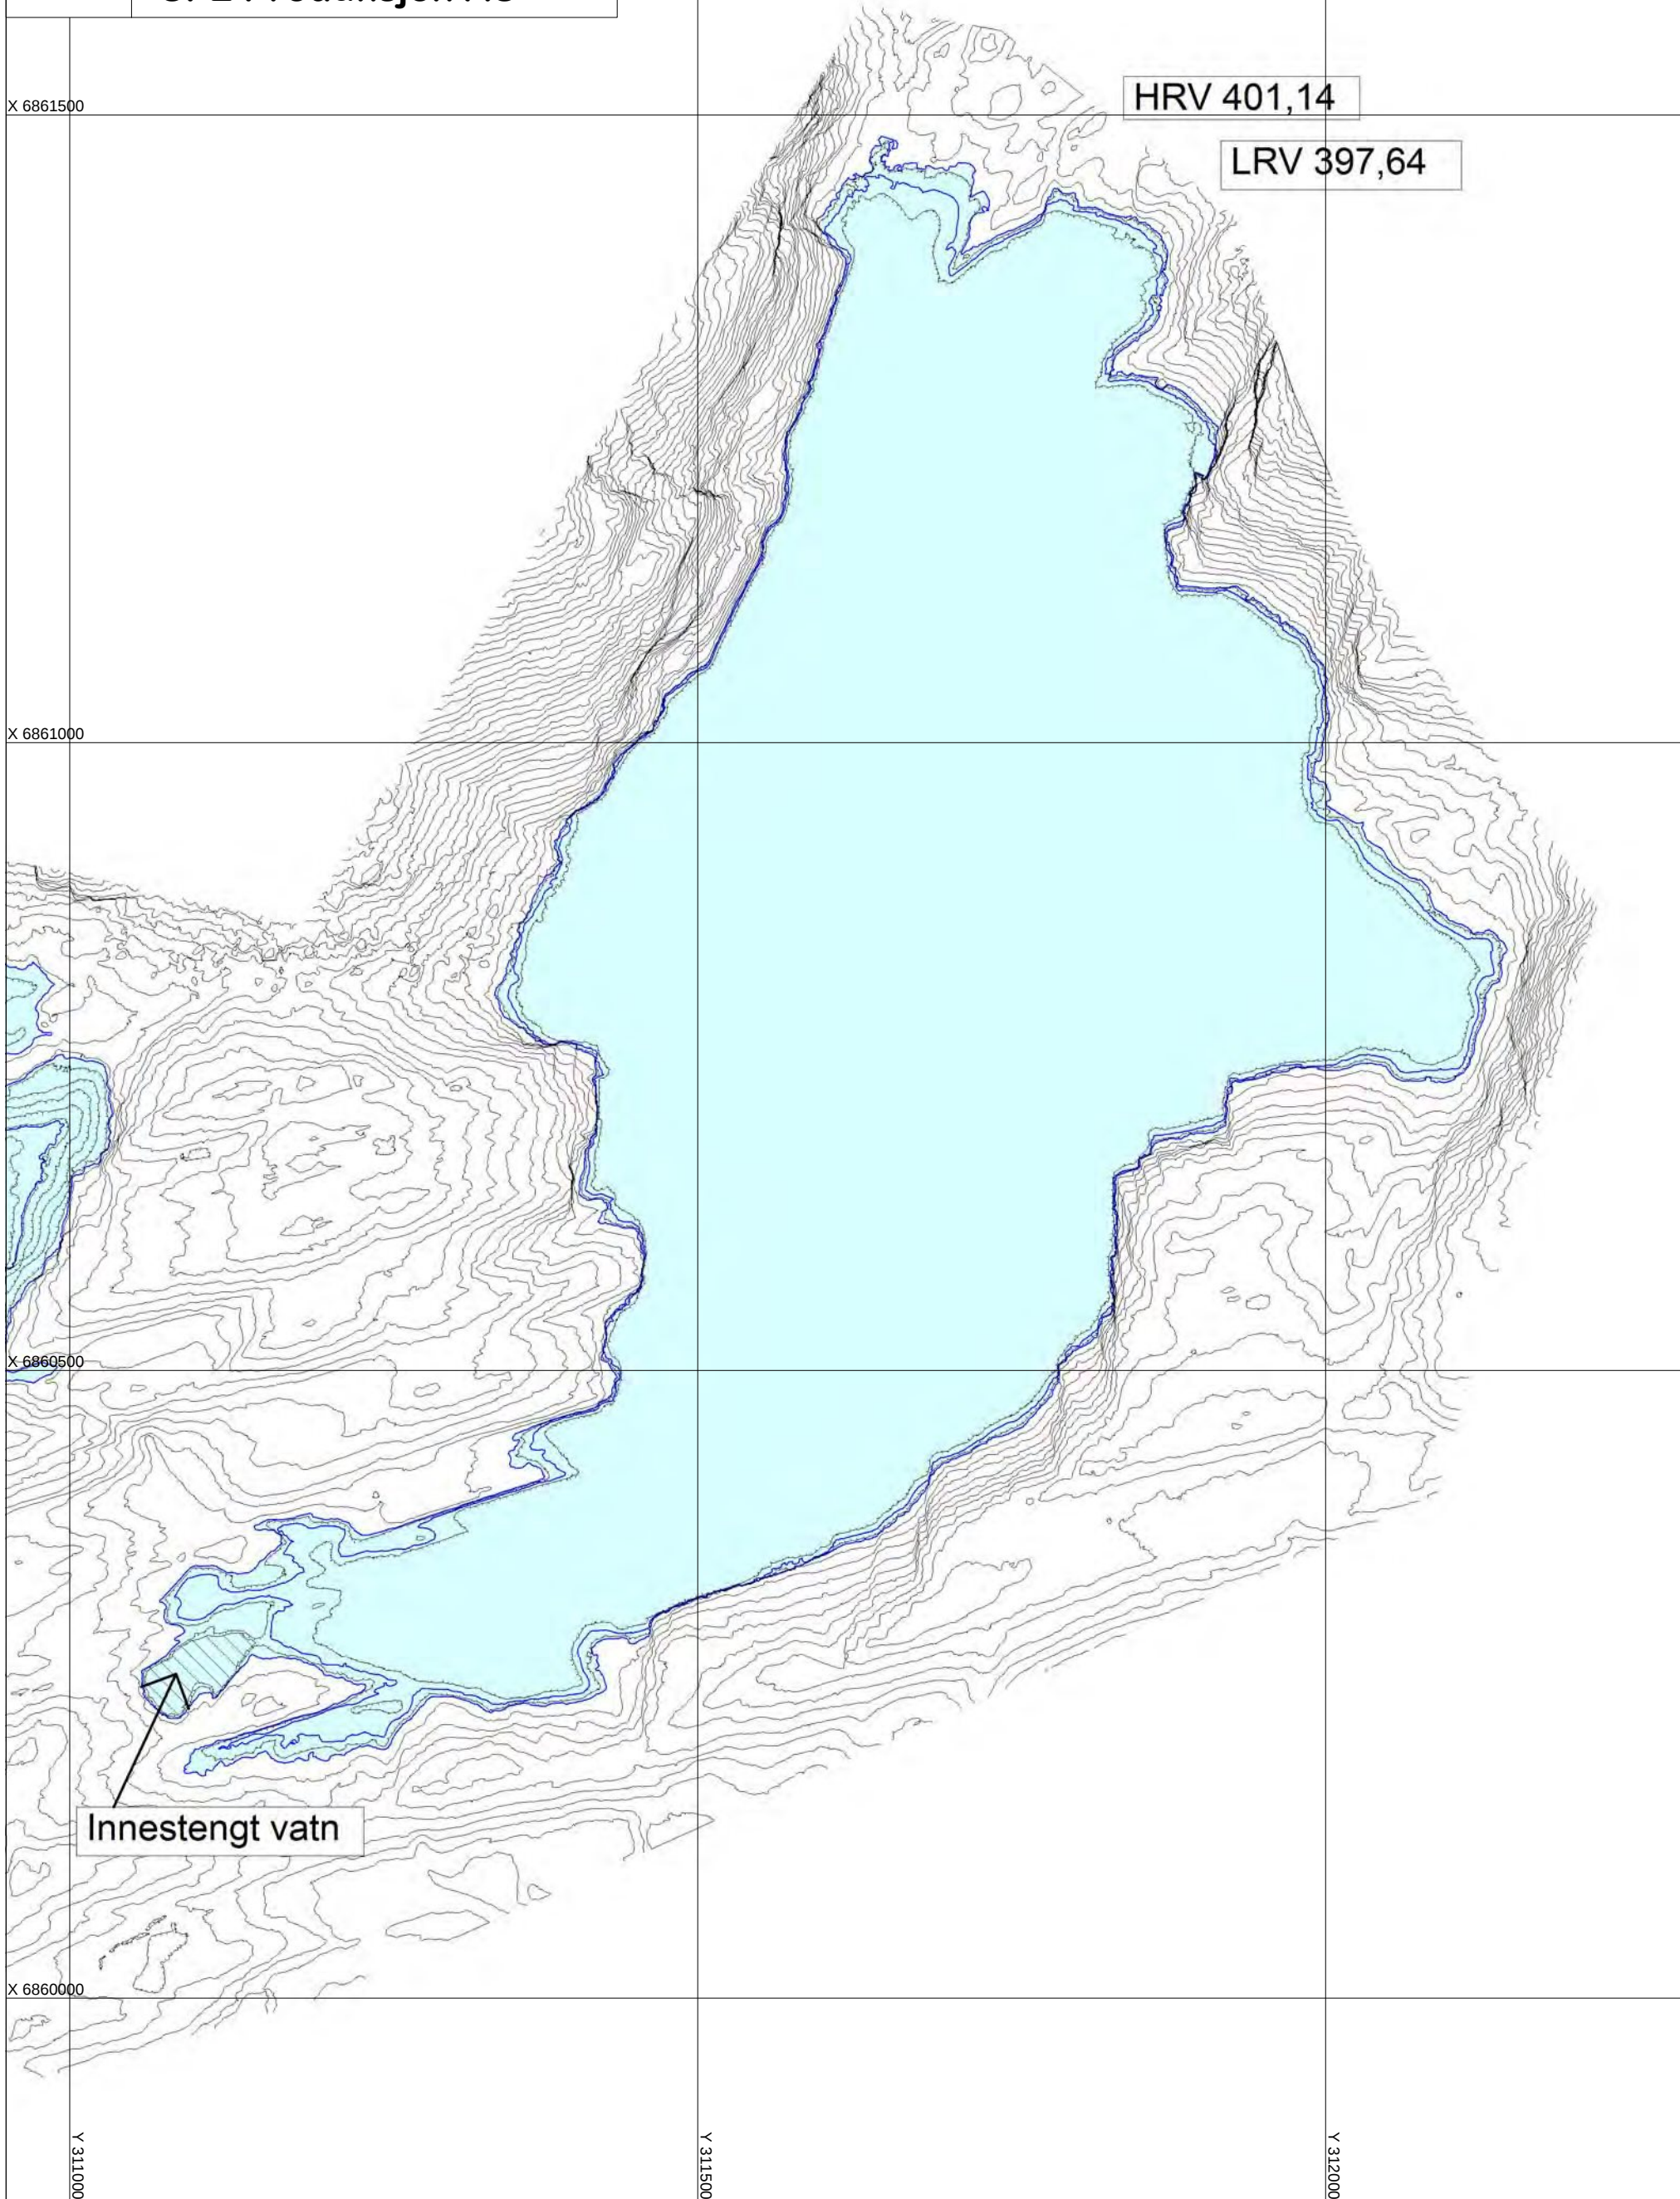 HRV 401,14
X 6861500
LRV 397,64
X 6861000
X 6860500
Innestengt vatn
X 6860000
Y 311000
Y 311500
Y 312000